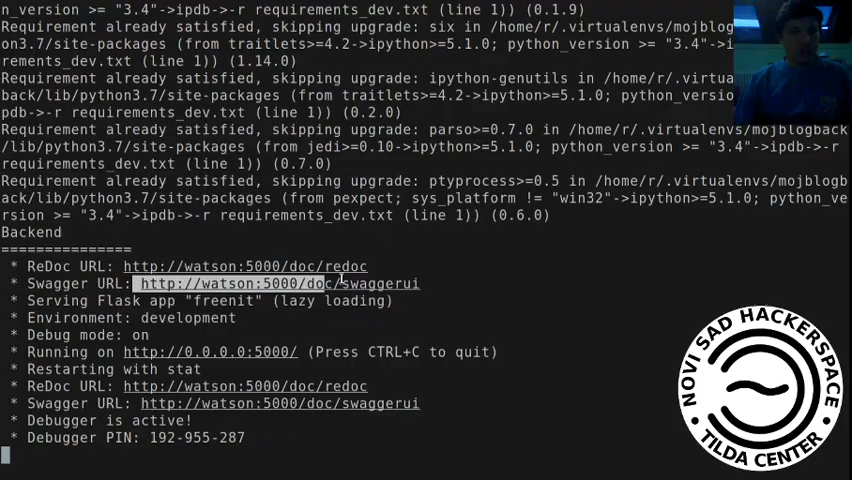 n_version >= "3.4"->ipdb->-r requirements_dev.txt (line 1)) (0.1.9)
Requirement already satisfied, skipping upgrade: six in /home/r/.virtualenvs/mojblogback
on3.7/site-packages (from traitlets>=4.2->ipython>=5.1.0; python_version >= "3.4"->i
rements_dev.txt (line 1)) (1.14.0)
Requirement already satisfied, skipping upgrade: ipython-genutils in /home/r/.virtua
back/lib/python3.7/site-packages (from traitlets>=4.2->ipython>=5.1.0; python_version
pdb->-r requirements_dev.txt (line 1)) (0.2.0)
Requirement already satisfied, skipping upgrade: parso>=0.7.0 in /home/r/.virtualenvs/mojblogback
/lib/python3.7/site-packages (from jedi>=0.10->ipython>=5.1.0; python_version >= "3.4"->ipdb->-r
requirements_dev.txt (line 1)) (0.7.0)
Requirement already satisfied, skipping upgrade: ptyprocess>=0.5 in /home/r/.virtualenvs/mojblogb
ack/lib/python3.7/site-packages (from pexpect; sys_platform != "win32"->ipython>=5.1.0; python_ve
rsion >= "3.4"->ipdb->-r requirements_dev.txt (line 1)) (0.6.0)
Backend
===============
* ReDoc URL: http://watson:5000/doc/redoc
* Swagger URL: http://watson:5000/doc/swaggerui
* Serving Flask app "freenit" (lazy loading)
* Environment: development
* Debug mode: on
* Running on http://0.0.0.0:5000/ (Press CTRL+C to quit)
* Restarting with stat
* ReDoc URL: http://watson:5000/doc/redoc
* Swagger URL: http://watson:5000/doc/swaggerui
* Debugger is active!
* Debugger PIN: 192-955-287
NOVI SAD HACKERSPACE
TILDA CENTER